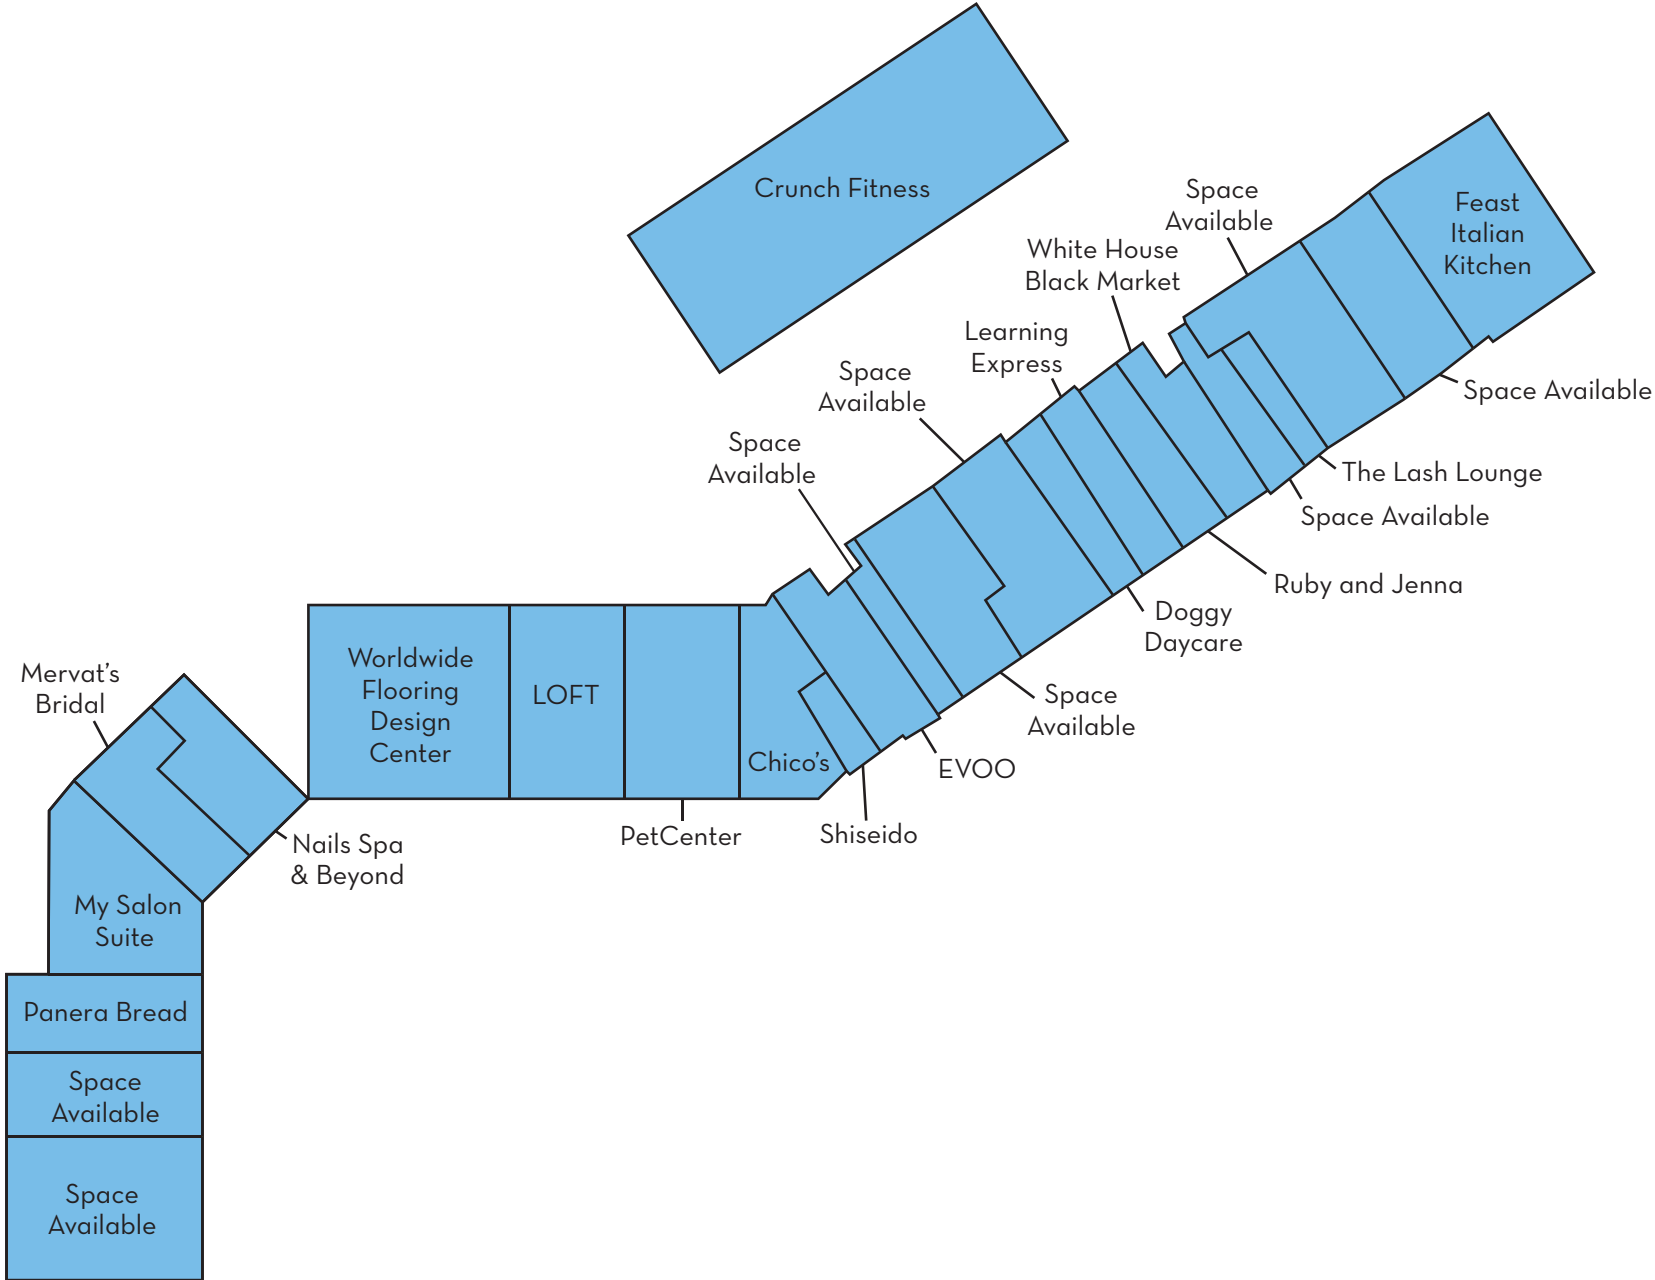 Crunch Fitness
Space
Available
Feast
Italian
Kitchen
White House
Black Market
Learning
Express
Space
Available
Space Available
Space
Available
The Lash Lounge
Space Available
Ruby and Jenna
Doggy
Daycare
Worldwide
Flooring
Design
Center
LOFT
Mervat's
Bridal
Space
Available
Chico's
EVOO
PetCenter
Shiseido
Nails Spa
& Beyond
My Salon
Suite
Panera Bread
Space
Available
Space
Available